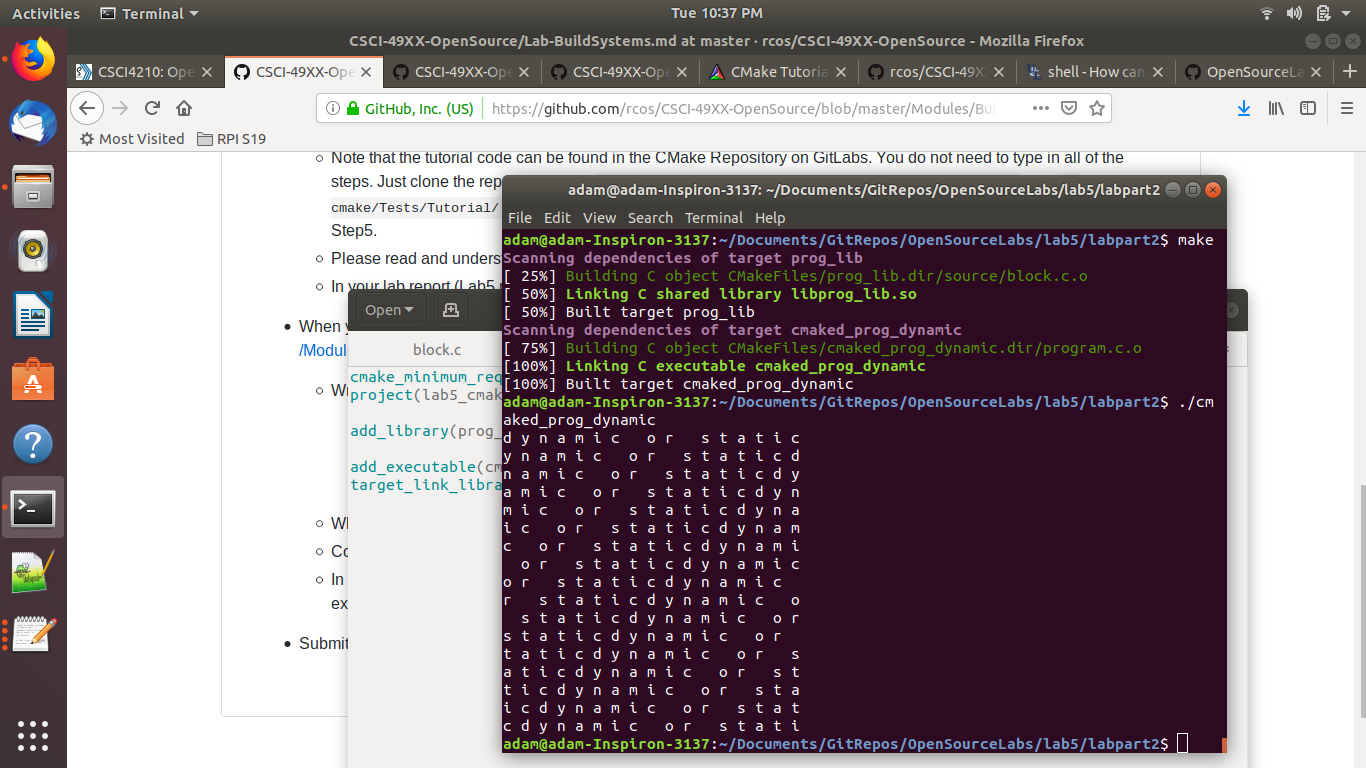 Activities Terminal Tue 10:37 PM
CSCI-49XX-OpenSource/Lab-BuildSystems.md at master · rcos/CSCI-49XX-OpenSource - Mozilla Firefox
CSCI4210: Ope CSCI-49XX-Ope CSCI-49XX-Ope CSCI-49XX-Ope CMake Tutoria rcos/CSCI-49X shell - How can OpenSourceLa
GitHub, Inc. (US) https://github.com/rcos/CSCI-49XX-OpenSource/blob/master/Modules/Bu
Most Visited RPI S19
Note that the tutorial code can be found in the CMake Repository on GitLabs. You do not need to type in all of the
steps. Just clone the rep
cmake/Tests/Tutorial/
Step5.
Please read and unders
In your lab report (Lab5
When y
/Modul
Wr
Wh
Co
In
ex
Submit
Open
block.c
cmake_minimum_req
project(lab5_cmak
add_library(prog_
add_executable(cm
target_link_libra
adam@adam-Inspiron-3137: ~/Documents/GitRepos/OpenSourceLabs/lab5/labpart2
File Edit View Search Terminal Help
adam@adam-Inspiron-3137:~/Documents/GitRepos/OpenSourceLabs/lab5/labpart2$ make
Scanning dependencies of target prog_lib
[ 25%] Building C object CMakeFiles/prog_lib.dir/source/block.c.o
[ 50%] Linking C shared library libprog_lib.so
[ 50%] Built target prog_lib
Scanning dependencies of target cmaked_prog_dynamic
[ 75%] Building C object CMakeFiles/cmaked_prog_dynamic.dir/program.c.o
[100%] Linking C executable cmaked_prog_dynamic
[100%] Built target cmaked_prog_dynamic
adam@adam-Inspiron-3137:~/Documents/GitRepos/OpenSourceLabs/lab5/labpart2$ ./cm
aked_prog_dynamic
d y n a m i c   o r   s t a t i c
y n a m i c   o r   s t a t i c d
n a m i c   o r   s t a t i c d y
a m i c   o r   s t a t i c d y n
m i c   o r   s t a t i c d y n a
i c   o r   s t a t i c d y n a m
c   o r   s t a t i c d y n a m i
  o r   s t a t i c d y n a m i c
o r   s t a t i c d y n a m i c
r   s t a t i c d y n a m i c   o
  s t a t i c d y n a m i c   o r
s t a t i c d y n a m i c   o r
t a t i c d y n a m i c   o r   s
a t i c d y n a m i c   o r   s t
t i c d y n a m i c   o r   s t a
i c d y n a m i c   o r   s t a t
c d y n a m i c   o r   s t a t i
adam@adam-Inspiron-3137:~/Documents/GitRepos/OpenSourceLabs/lab5/labpart2$